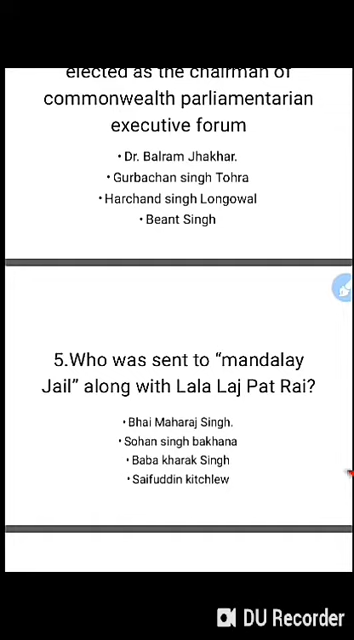 elected as the chairman of
commonwealth parliamentarian
executive forum
• Dr. Balram Jhakhar.
• Gurbachan singh Tohra
• Harchand singh Longowal
• Beant Singh
5.Who was sent to “mandalay
Jail” along with Lala Laj Pat Rai?
• Bhai Maharaj Singh.
• Sohan singh bakhana
• Baba kharak Singh
• Saifuddin kitchlew
DU Recorder